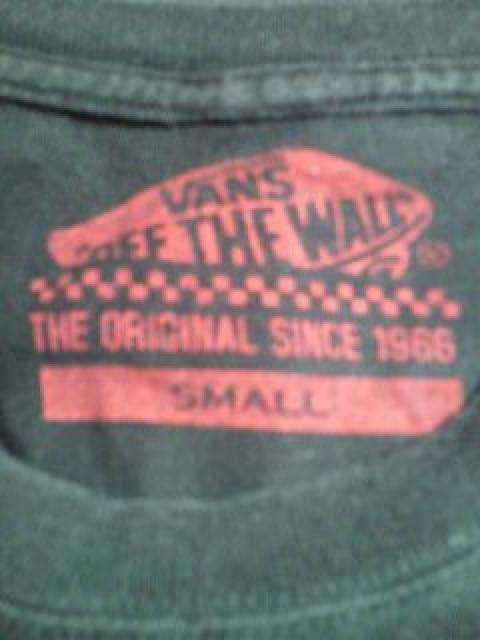 VANS
"OFF THE WALL"
®
THE ORIGINAL SINCE 1966
SMALL